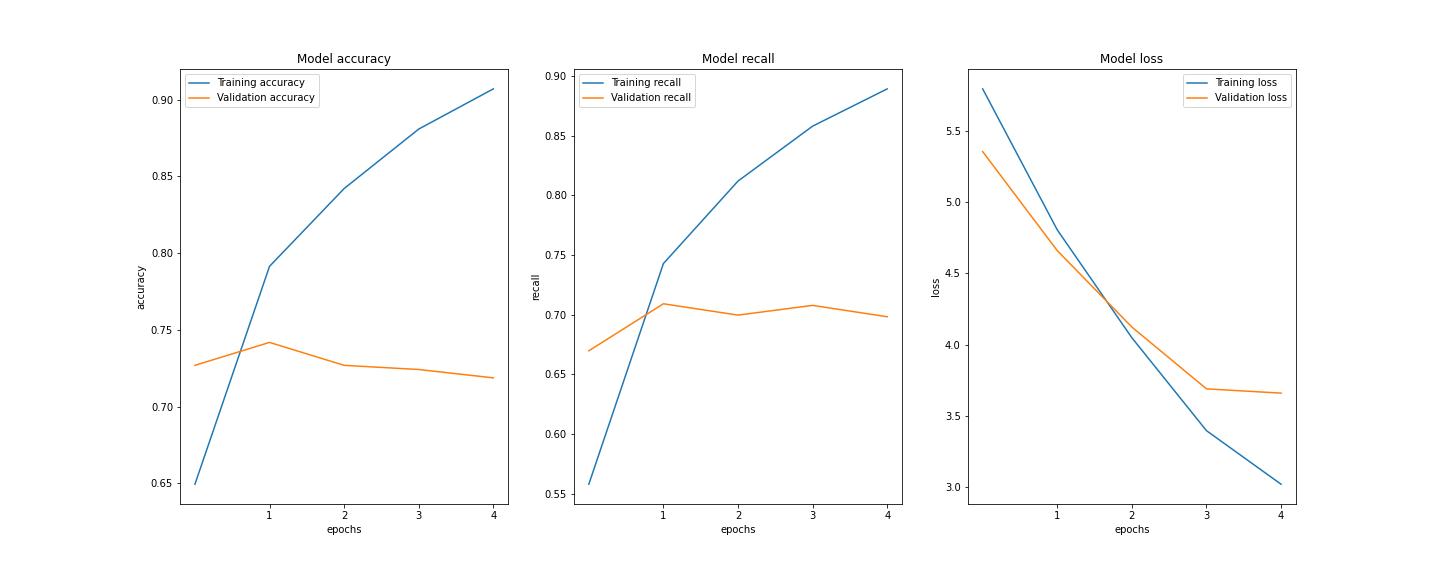 Model accuracy
Training accuracy
Validation accuracy
0.90
0.85
0.80
0.75
0.70
0.65
accuracy
1 2 3 4
epochs
Model recall
Training recall
Validation recall
0.90
0.85
0.80
0.75
0.70
0.65
0.60
0.55
recall
1 2 3 4
epochs
Model loss
Training loss
Validation loss
5.5
5.0
4.5
4.0
3.5
3.0
loss
1 2 3 4
epochs